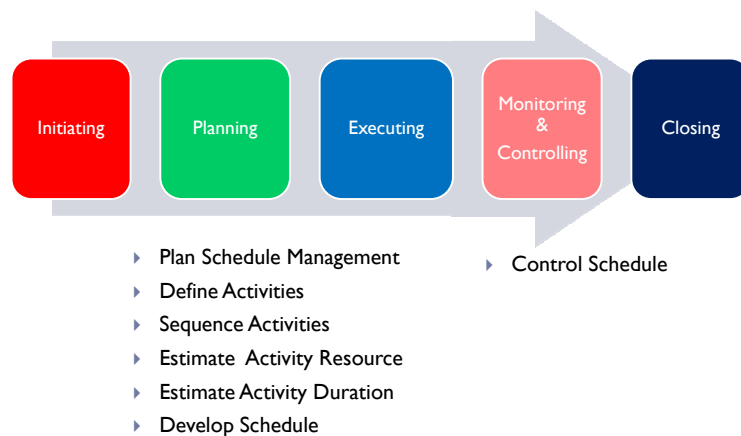 Initiating
Planning
Executing
Monitoring
&
Controlling
Closing
Plan Schedule Management
Define Activities
Sequence Activities
Estimate Activity Resource
Estimate Activity Duration
Develop Schedule
Control Schedule